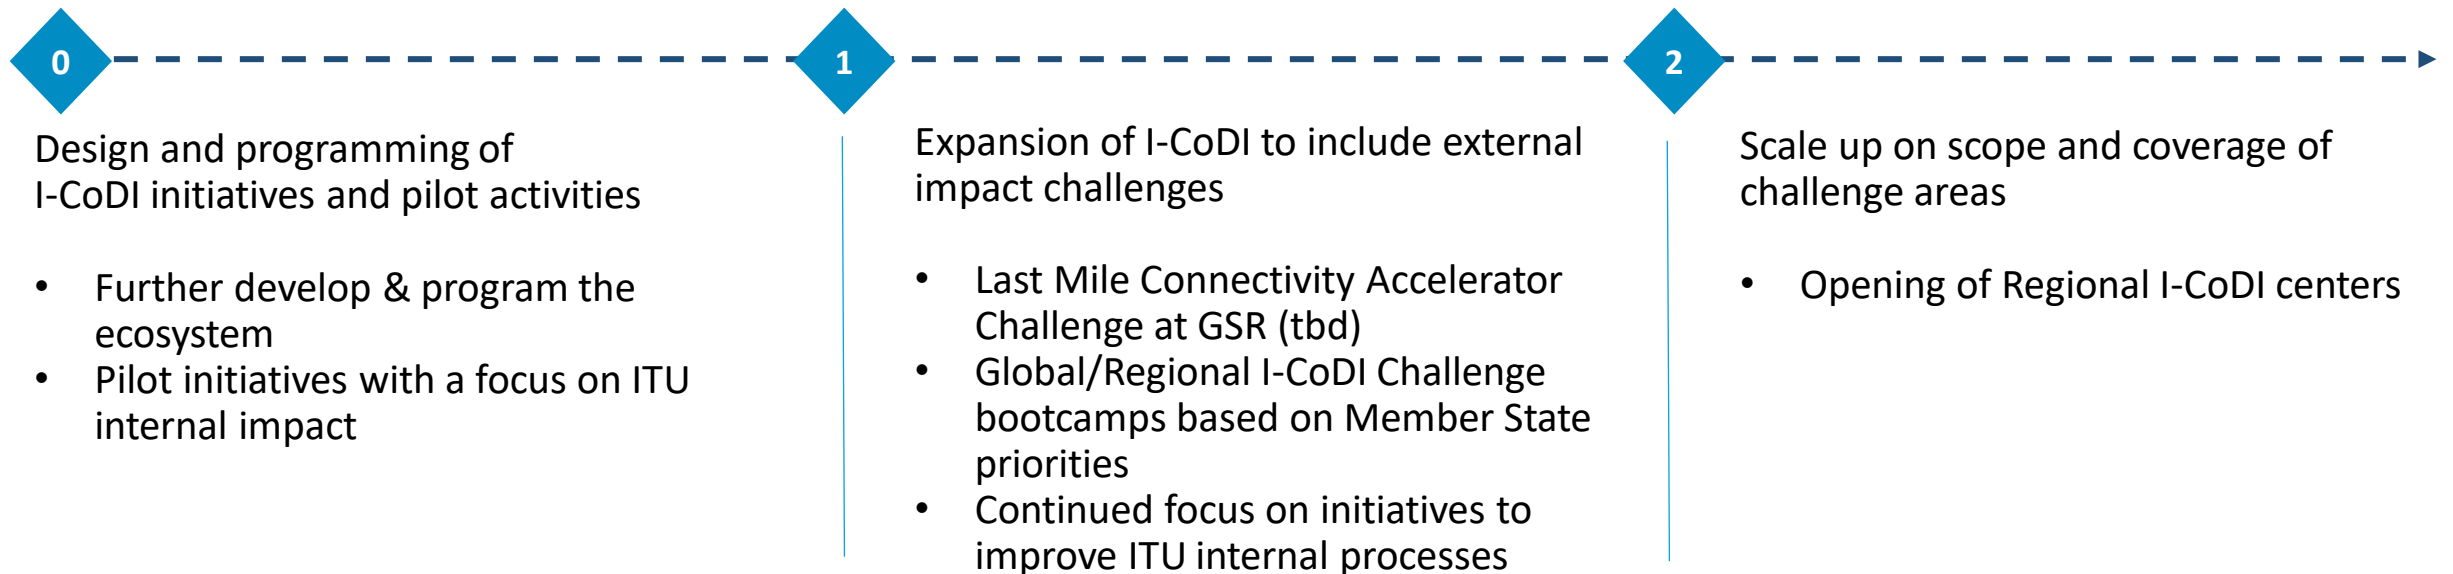 0
1
2
Design and programming of
I-CoDI initiatives and pilot activities
• Further develop & program the
ecosystem
• Pilot initiatives with a focus on ITU
internal impact
Expansion of I-CoDI to include external
impact challenges
• Last Mile Connectivity Accelerator
Challenge at GSR (tbd)
• Global/Regional I-CoDI Challenge
bootcamps based on Member State
priorities
• Continued focus on initiatives to
improve ITU internal processes
Scale up on scope and coverage of
challenge areas
• Opening of Regional I-CoDI centers